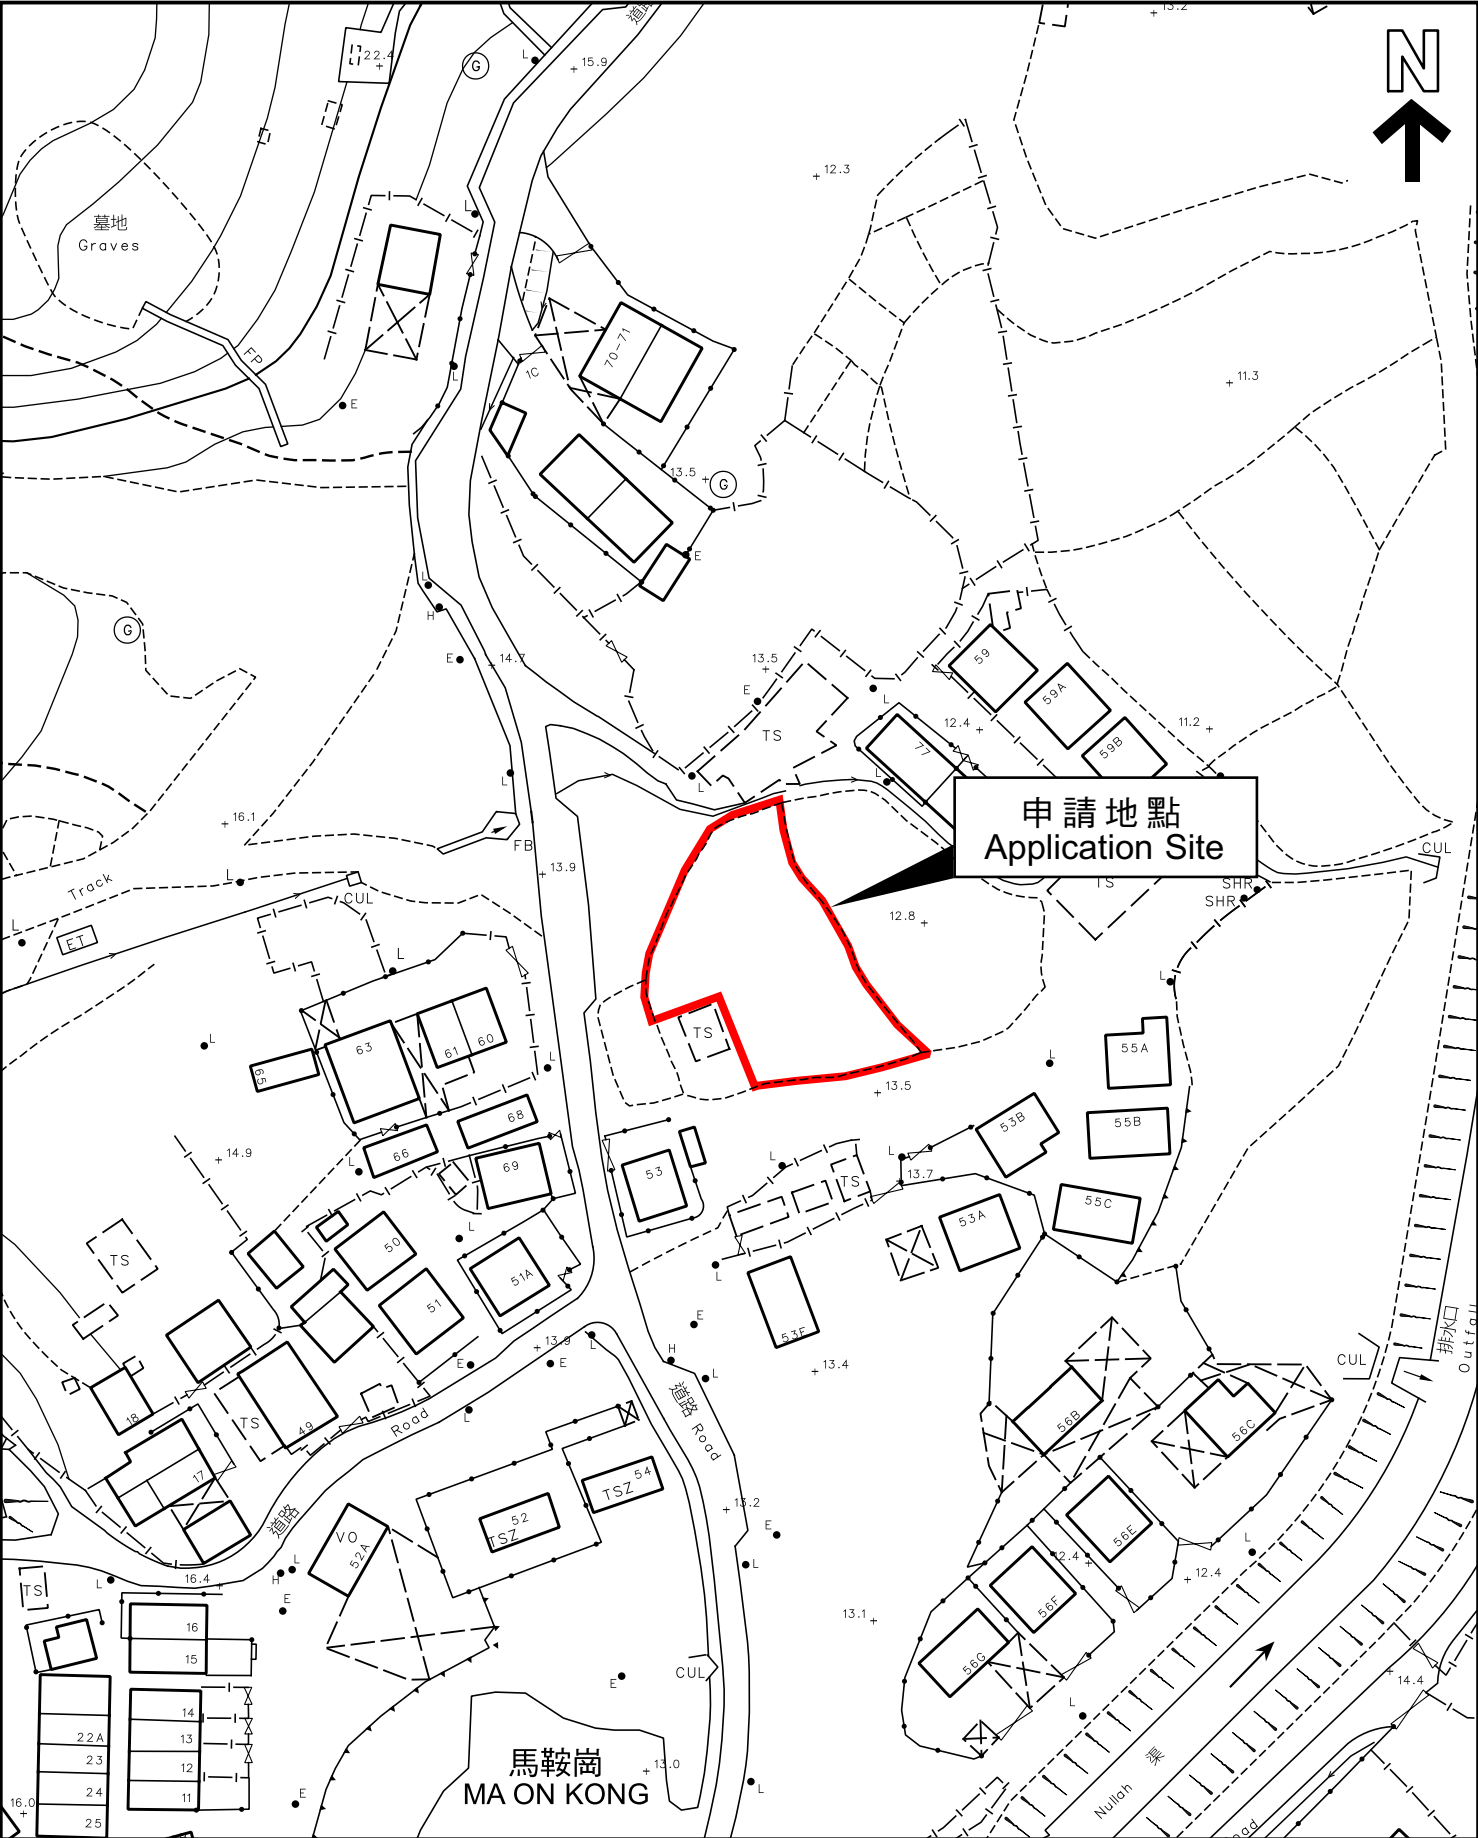 13.2
道路
N
22.4
G
L
15.9
12.3
墓地
Graves
L
FP
70-71
1C
L
E
11.3
13.5
G
E
L
H
G
E
14.7
13.5
E
L
59
59A
12.4
11.2
59B
TS
77
L
L
L
申請地點
Application Site
16.1
FB
CUL
13.9
Track
L
CUL
TS
SHR
SHR
L
ET
12.8
L
L
63
61
60
TS
L
L
55A
65
13.5
68
53B
55B
14.9
66
L
69
53
L
L
13.7
TS
55C
53A
L
50
TS
51A
L
51
E
53F
排水口
Outfall
13.9
E
E
L
H
L
13.4
CUL
18
TS
49
Road
L
道路 Road
56B
56C
17
54
TSZ
13.2
道路
VO
52A
52
TSZ
E
56E
L
L
12.4
12.4
16.4
TS
L
H
L
E
56F
13.1
16
15
56G
CUL
E
14.4
L
14
22A
13
23
12
24
11
25
16.0
E
馬鞍崗
MA ON KONG
13.0
L
Nullah 渠